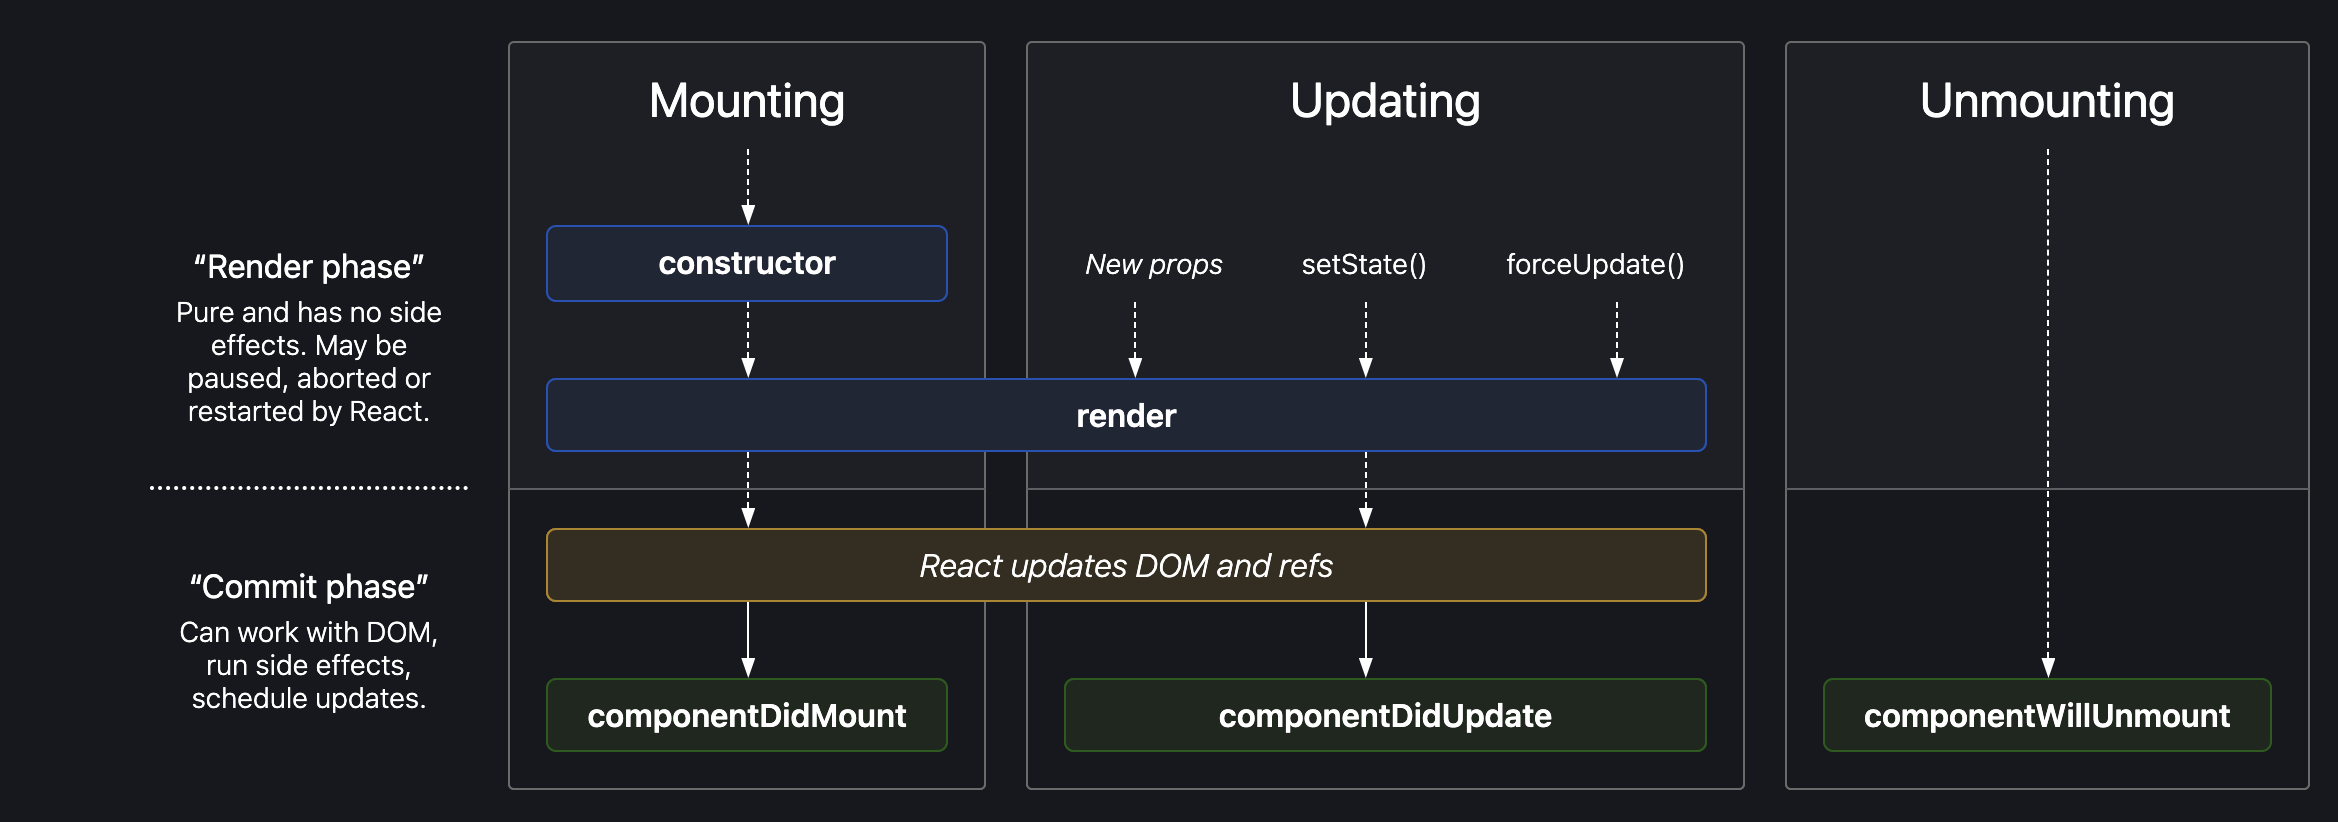 Mounting
Updating
Unmounting
“Render phase”
Pure and has no side
effects. May be
paused, aborted or
restarted by React.
constructor
New props
setState()
forceUpdate()
render
“Commit phase”
Can work with DOM,
run side effects,
schedule updates.
React updates DOM and refs
componentDidMount
componentDidUpdate
componentWillUnmount